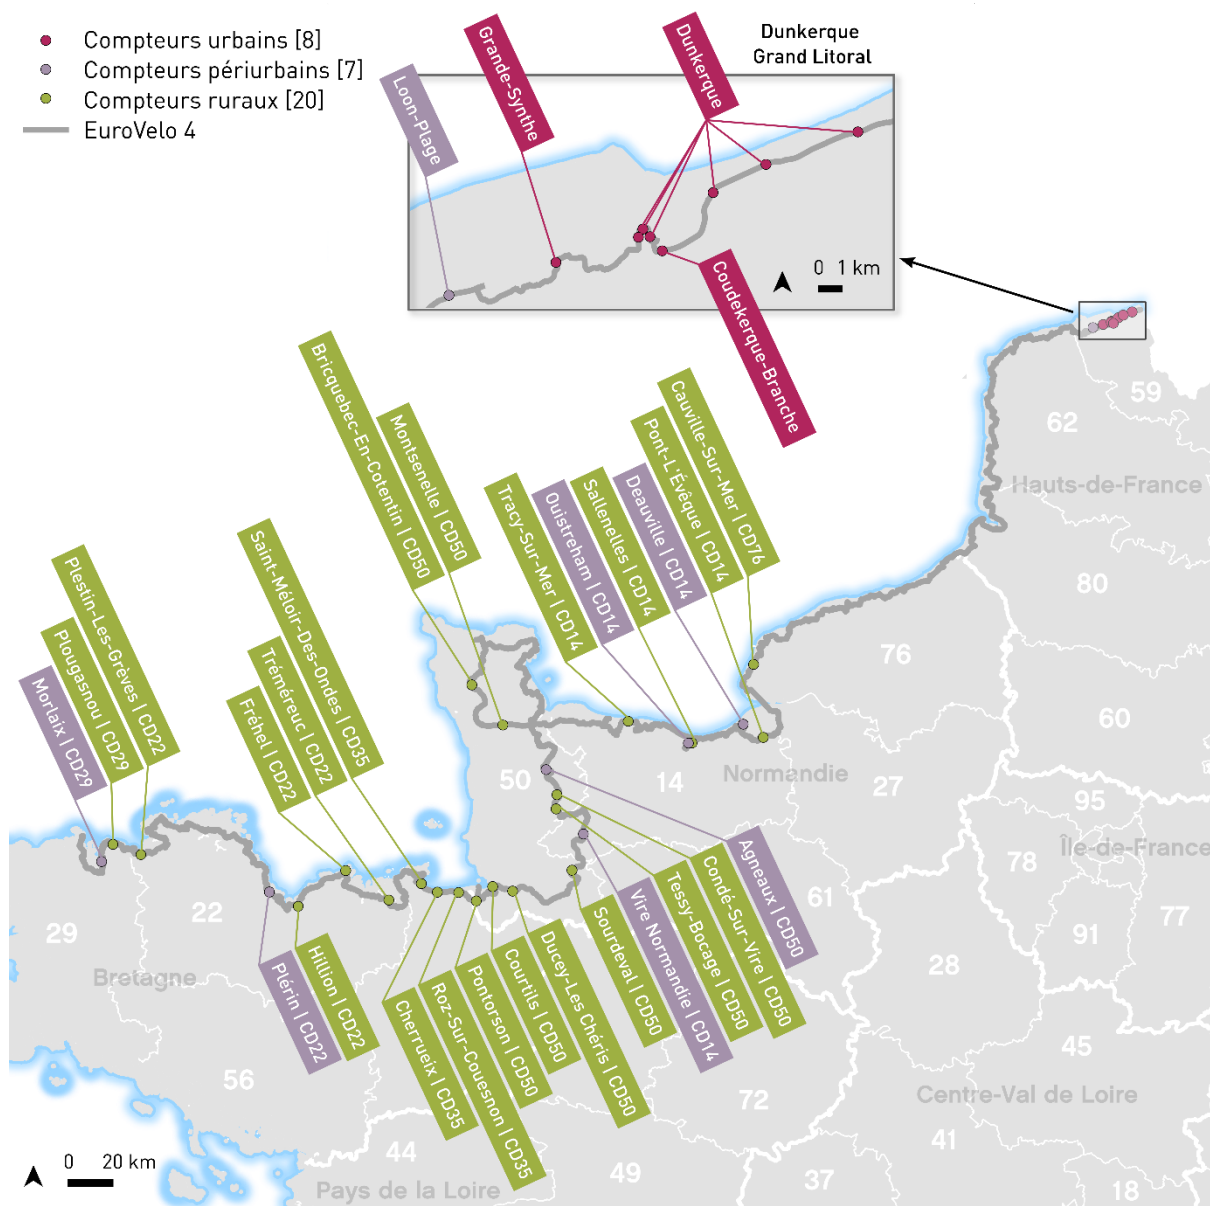 Compteurs urbains [8]
Compteurs périurbains [7]
Compteurs ruraux [20]
EuroVelo 4
Dunkerque
Grand Litoral
Loon-Plage
Grande-Synthe
Dunkerque
Coudekerque-Branche
0 1 km
Bricquebec-En-Cotentin | CD50
Montsenelle | CD50
Tracy-Sur-Mer | CD14
Ouistreham | CD14
Sallenelles | CD14
Deauville | CD14
Pont-L'Évêque | CD14
Cauville-Sur-Mer | CD76
Morlaix | CD29
Plougasnou | CD29
Plestin-Les-Grèves | CD22
Fréhel | CD22
Tréméreuc | CD22
Saint-Méloir-Des-Ondes | CD35
59
62
Hauts-de-France
80
76
60
50
14
Normandie
27
95
Île-de-France
78
77
91
61
29
22
Bretagne
28
56
45
72
Centre-Val de Loire
41
44
49
37
18
Pays de la Loire
Plérin | CD22
Hillion | CD22
Cherrueix | CD35
Roz-Sur-Couesnon | CD35
Pontorson | CD50
Courtils | CD50
Ducey-Les Chéris | CD50
Sourdeval | CD50
Vire Normandie | CD14
Tessy-Bocage | CD50
Condé-Sur-Vire | CD50
Agneaux | CD50
0 20 km